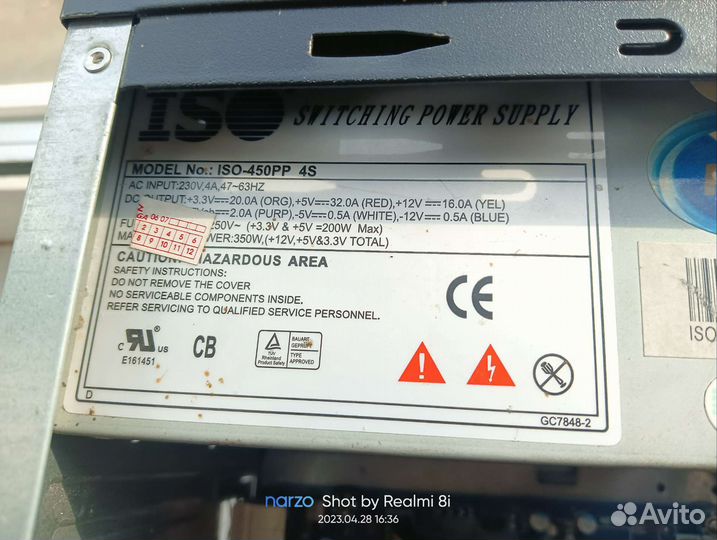 ISO SWITCHING POWER SUPPLY
MODEL No.: ISO-450PP 4S
AC INPUT:230V,4A,47~63HZ
DC OUTPUT:+3.3V⎓20.0A (ORG),+5V⎓32.0A (RED),+12V⎓16.0A (YEL)
2.0A (PURP),-5V⎓0.5A (WHITE),-12V⎓0.5A (BLUE)
FU 250V~ (+3.3V & +5V =200W Max)
MA POWER:350W,(+12V,+5V&3.3V TOTAL)
06 07
2 3 4 5 6
8 9 10 11 12
CAUTION: HAZARDOUS AREA
SAFETY INSTRUCTIONS:
DO NOT REMOVE THE COVER
NO SERVICEABLE COMPONENTS INSIDE.
REFER SERVICING TO QUALIFIED SERVICE PERSONNEL.
CE
ISO
c RU us
E161451
CB
TÜV
Rheinland
Product Safety
BAUART
GEPRÜFT
TYPE
APPROVED
D
GC7848-2
narzo Shot by Realmi 8i
2023.04.28 16:36
Avito